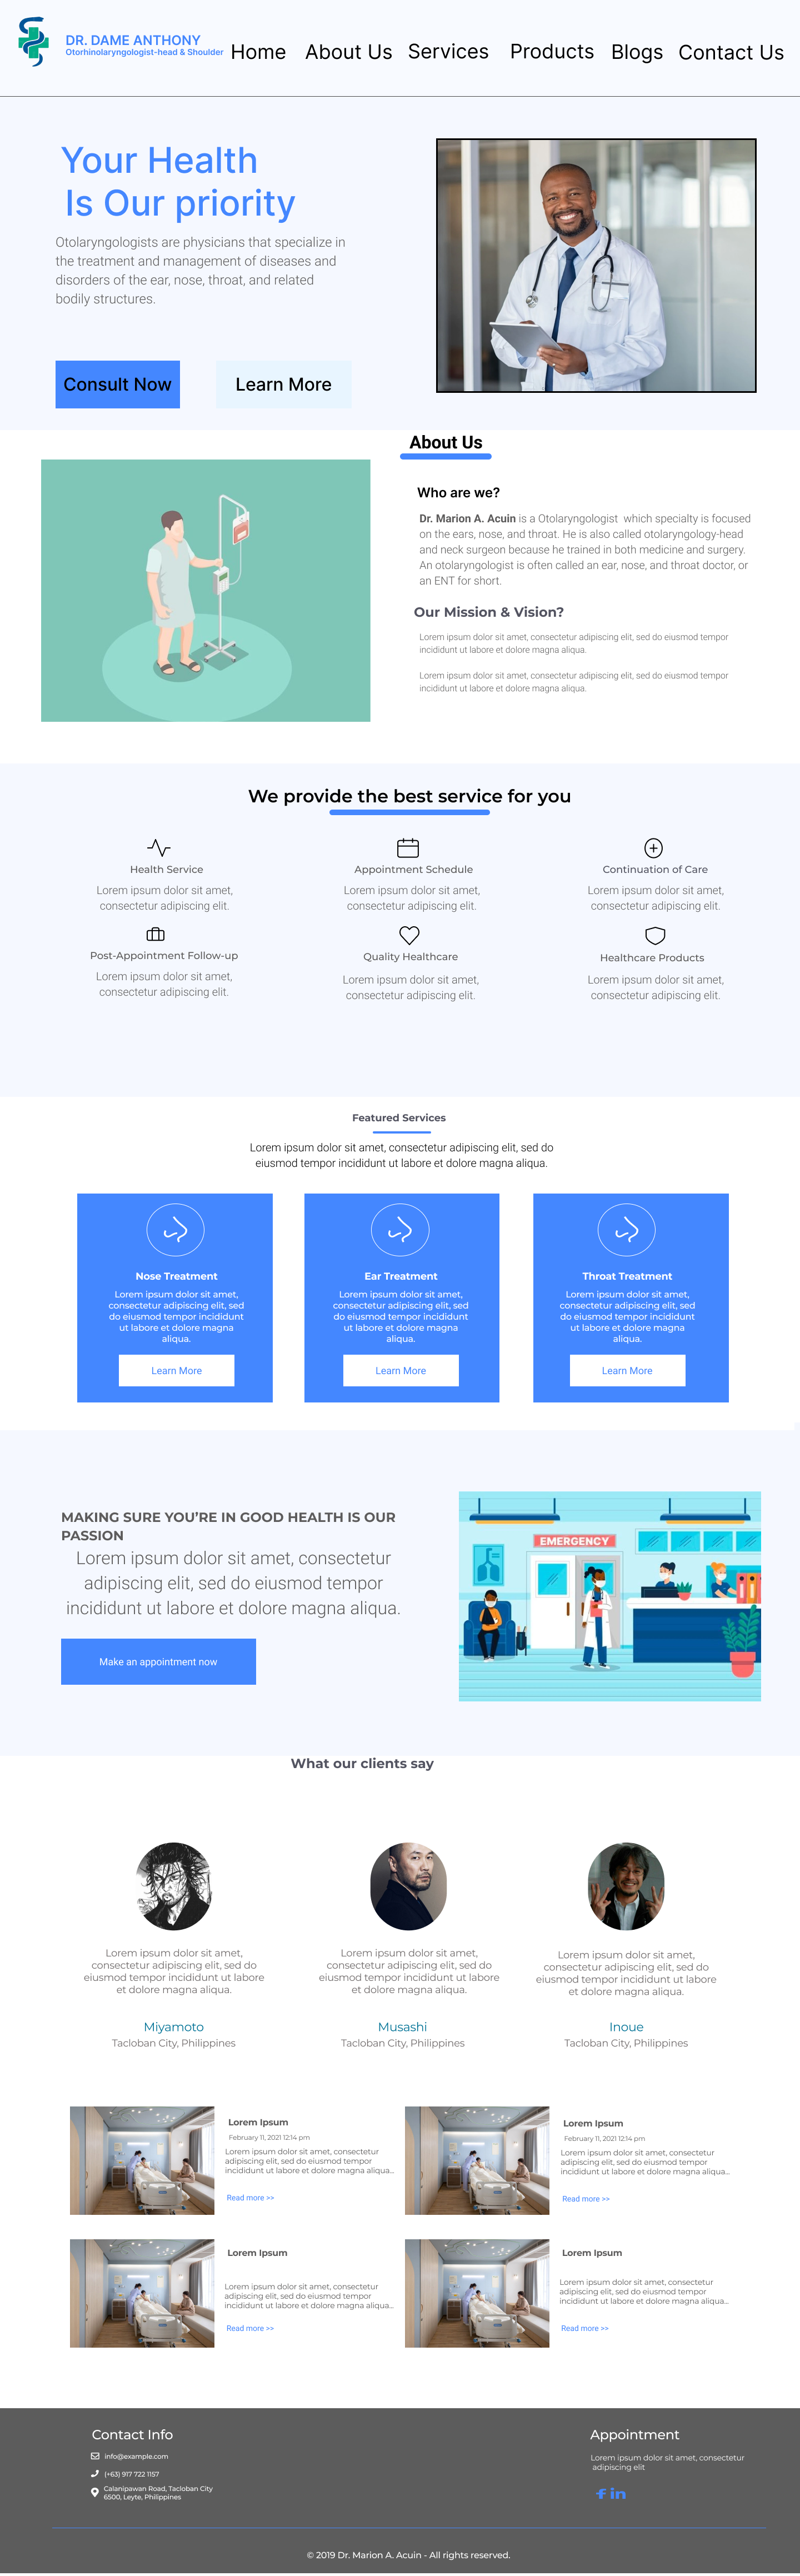 DR. DAME ANTHONY
Otorhinolaryngologist-head & Shoulder
Home
About Us
Services
Products
Blogs
Contact Us
Your Health
Is Our priority
Otolaryngologists are physicians that specialize in
the treatment and management of diseases and
disorders of the ear, nose, throat, and related
bodily structures.
Consult Now
Learn More
About Us
Who are we?
Dr. Marion A. Acuin is a Otolaryngologist which specialty is focused
on the ears, nose, and throat. He is also called otolaryngology-head
and neck surgeon because he trained in both medicine and surgery.
An otolaryngologist is often called an ear, nose, and throat doctor, or
an ENT for short.
Our Mission & Vision?
Lorem ipsum dolor sit amet, consectetur adipiscing elit, sed do eiusmod tempor
incididunt ut labore et dolore magna aliqua.
Lorem ipsum dolor sit amet, consectetur adipiscing elit, sed do eiusmod tempor
incididunt ut labore et dolore magna aliqua.
We provide the best service for you
Health Service
Lorem ipsum dolor sit amet,
consectetur adipiscing elit.
Appointment Schedule
Lorem ipsum dolor sit amet,
consectetur adipiscing elit.
Continuation of Care
Lorem ipsum dolor sit amet,
consectetur adipiscing elit.
Post-Appointment Follow-up
Lorem ipsum dolor sit amet,
consectetur adipiscing elit.
Quality Healthcare
Lorem ipsum dolor sit amet,
consectetur adipiscing elit.
Healthcare Products
Lorem ipsum dolor sit amet,
consectetur adipiscing elit.
Featured Services
Lorem ipsum dolor sit amet, consectetur adipiscing elit, sed do
eiusmod tempor incididunt ut labore et dolore magna aliqua.
Nose Treatment
Lorem ipsum dolor sit amet,
consectetur adipiscing elit, sed
do eiusmod tempor incididunt
ut labore et dolore magna
aliqua.
Learn More
Ear Treatment
Lorem ipsum dolor sit amet,
consectetur adipiscing elit, sed
do eiusmod tempor incididunt
ut labore et dolore magna
aliqua.
Learn More
Throat Treatment
Lorem ipsum dolor sit amet,
consectetur adipiscing elit, sed
do eiusmod tempor incididunt
ut labore et dolore magna
aliqua.
Learn More
MAKING SURE YOU'RE IN GOOD HEALTH IS OUR
PASSION
Lorem ipsum dolor sit amet, consectetur
adipiscing elit, sed do eiusmod tempor
incididunt ut labore et dolore magna aliqua.
Make an appointment now
EMERGENCY
What our clients say
Lorem ipsum dolor sit amet,
consectetur adipiscing elit, sed do
eiusmod tempor incididunt ut labore
et dolore magna aliqua.
Miyamoto
Tacloban City, Philippines
Lorem ipsum dolor sit amet,
consectetur adipiscing elit, sed do
eiusmod tempor incididunt ut labore
et dolore magna aliqua.
Musashi
Tacloban City, Philippines
Lorem ipsum dolor sit amet,
consectetur adipiscing elit, sed do
eiusmod tempor incididunt ut labore
et dolore magna aliqua.
Inoue
Tacloban City, Philippines
Lorem Ipsum
February 11, 2021 12:14 pm
Lorem ipsum dolor sit amet, consectetur
adipiscing elit, sed do eiusmod tempor
incididunt ut labore et dolore magna aliqua...
Read more >>
Lorem Ipsum
February 11, 2021 12:14 pm
Lorem ipsum dolor sit amet, consectetur
adipiscing elit, sed do eiusmod tempor
incididunt ut labore et dolore magna aliqua...
Read more >>
Lorem Ipsum
Lorem ipsum dolor sit amet, consectetur
adipiscing elit, sed do eiusmod tempor
incididunt ut labore et dolore magna aliqua...
Read more >>
Lorem Ipsum
Lorem ipsum dolor sit amet, consectetur
adipiscing elit, sed do eiusmod tempor
incididunt ut labore et dolore magna aliqua...
Read more >>
Contact Info
info@example.com
(+63) 917 722 1157
Calanipawan Road, Tacloban City
6500, Leyte, Philippines
Appointment
Lorem ipsum dolor sit amet, consectetur
adipiscing elit
f in
© 2019 Dr. Marion A. Acuin - All rights reserved.